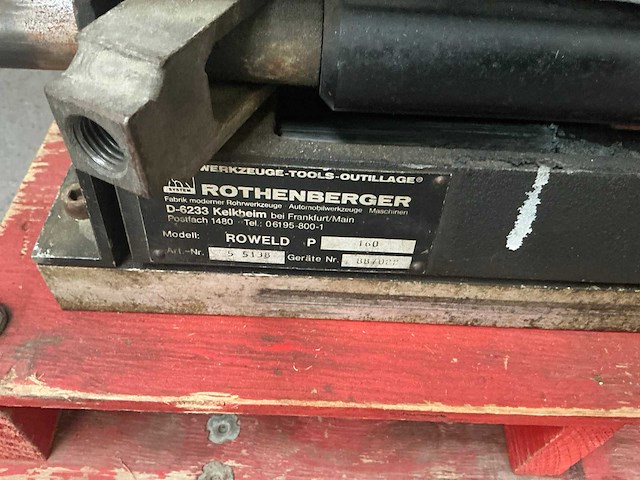 WERKZEUGE-TOOLS-OUTILLAGE®
SYSTEM ROTHENBERGER
Fabrik moderner Rohrwerkzeuge · Automobilwerkzeuge Maschinen
D-6233 Kelkheim bei Frankfurt/Main
Postfach 1480 Tel.: 06195-800-1
Modell: ROWELD P 160
Art.-Nr. 5 5138 Geräte Nr.